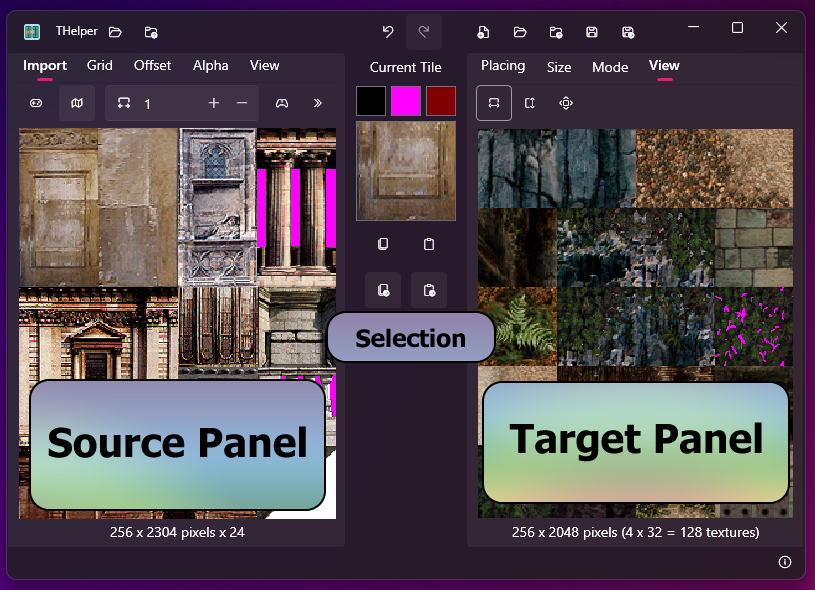 THelper
Import Grid Offset Alpha View
Current Tile
Placing Size Mode View
1
Selection
Source Panel
Target Panel
256 x 2304 pixels x 24
256 x 2048 pixels (4 x 32 = 128 textures)